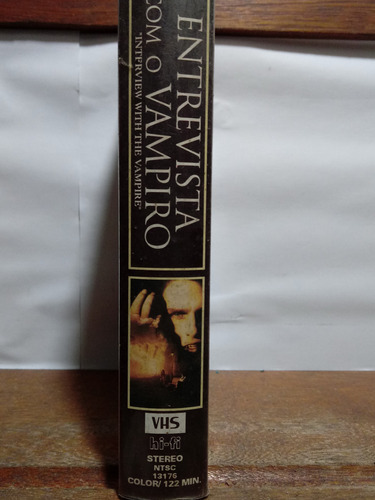 ENTREVISTA
COM O VAMPIRO
"INTERVIEW WITH THE VAMPIRE"
VHS
hi-fi
STEREO
NTSC
13176
COLOR/ 122 MIN.